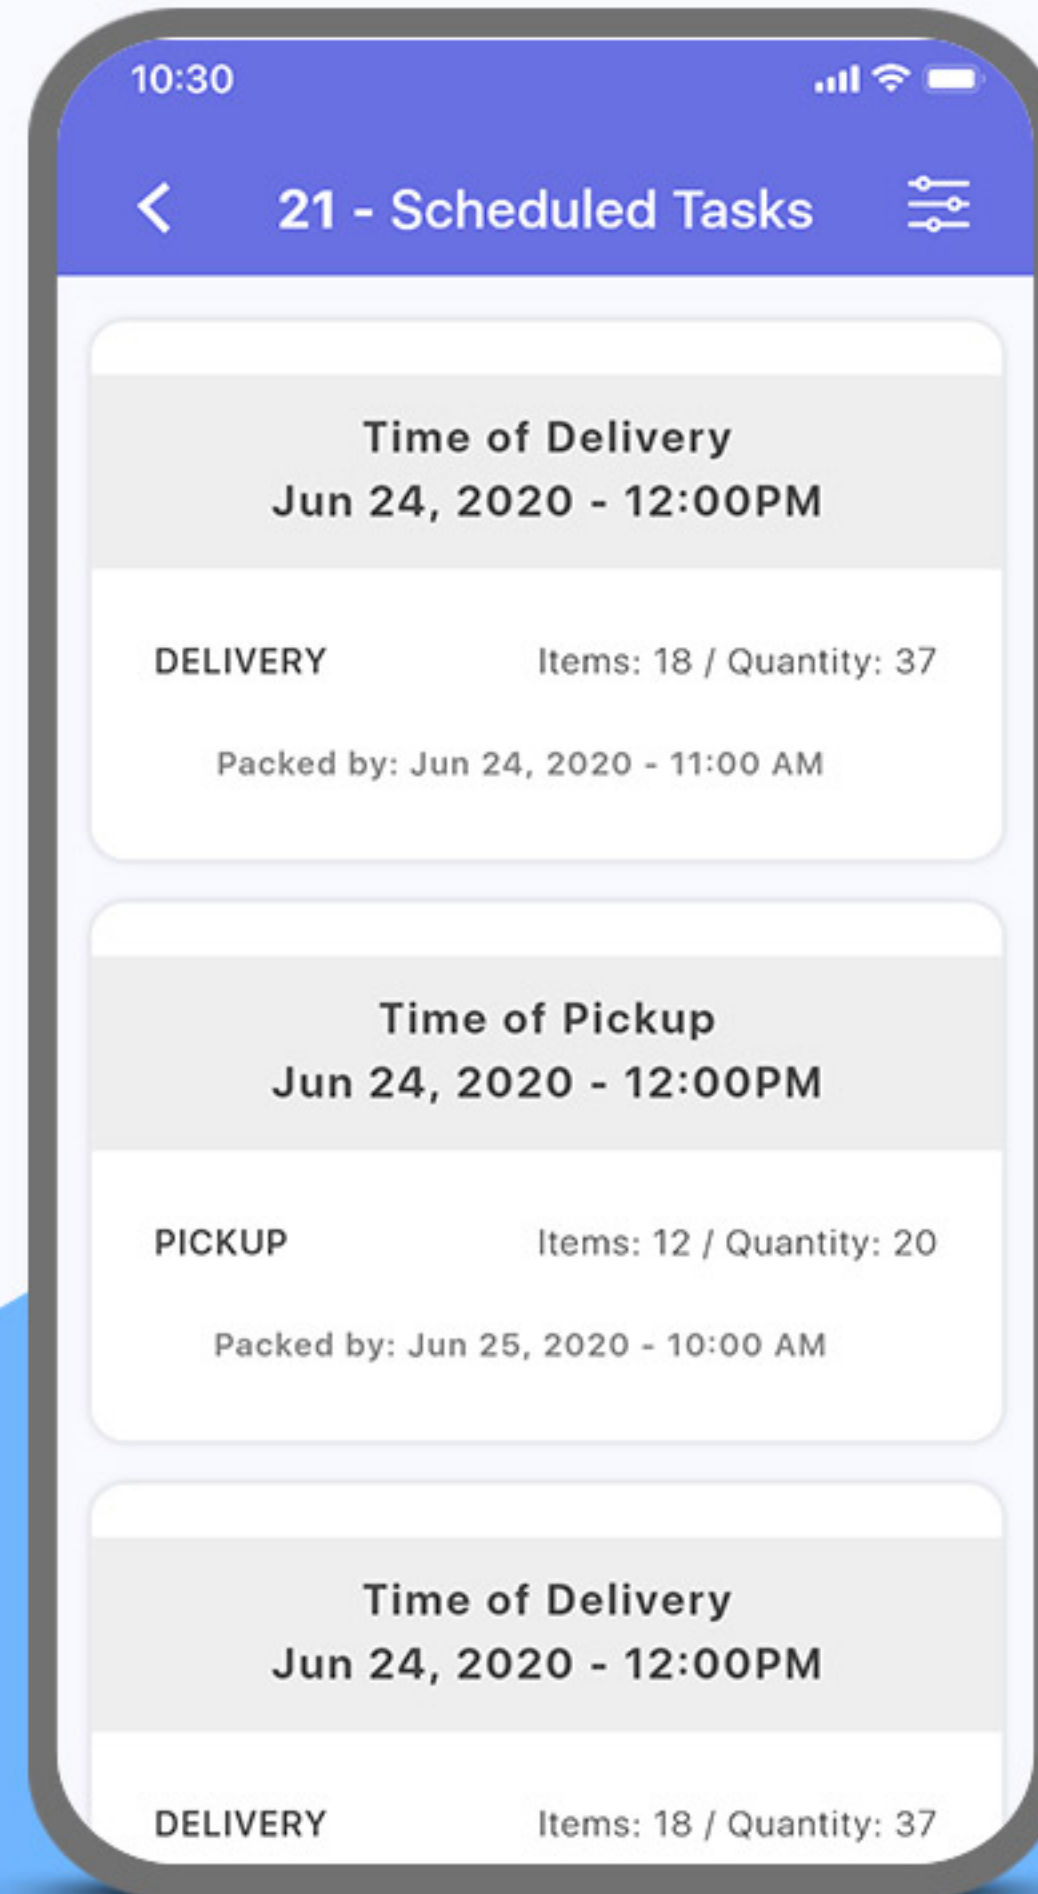 10:30
21 - Scheduled Tasks
Time of Delivery
Jun 24, 2020 - 12:00PM
DELIVERY Items: 18 / Quantity: 37
Packed by: Jun 24, 2020 - 11:00 AM
Time of Pickup
Jun 24, 2020 - 12:00PM
PICKUP Items: 12 / Quantity: 20
Packed by: Jun 25, 2020 - 10:00 AM
Time of Delivery
Jun 24, 2020 - 12:00PM
DELIVERY Items: 18 / Quantity: 37